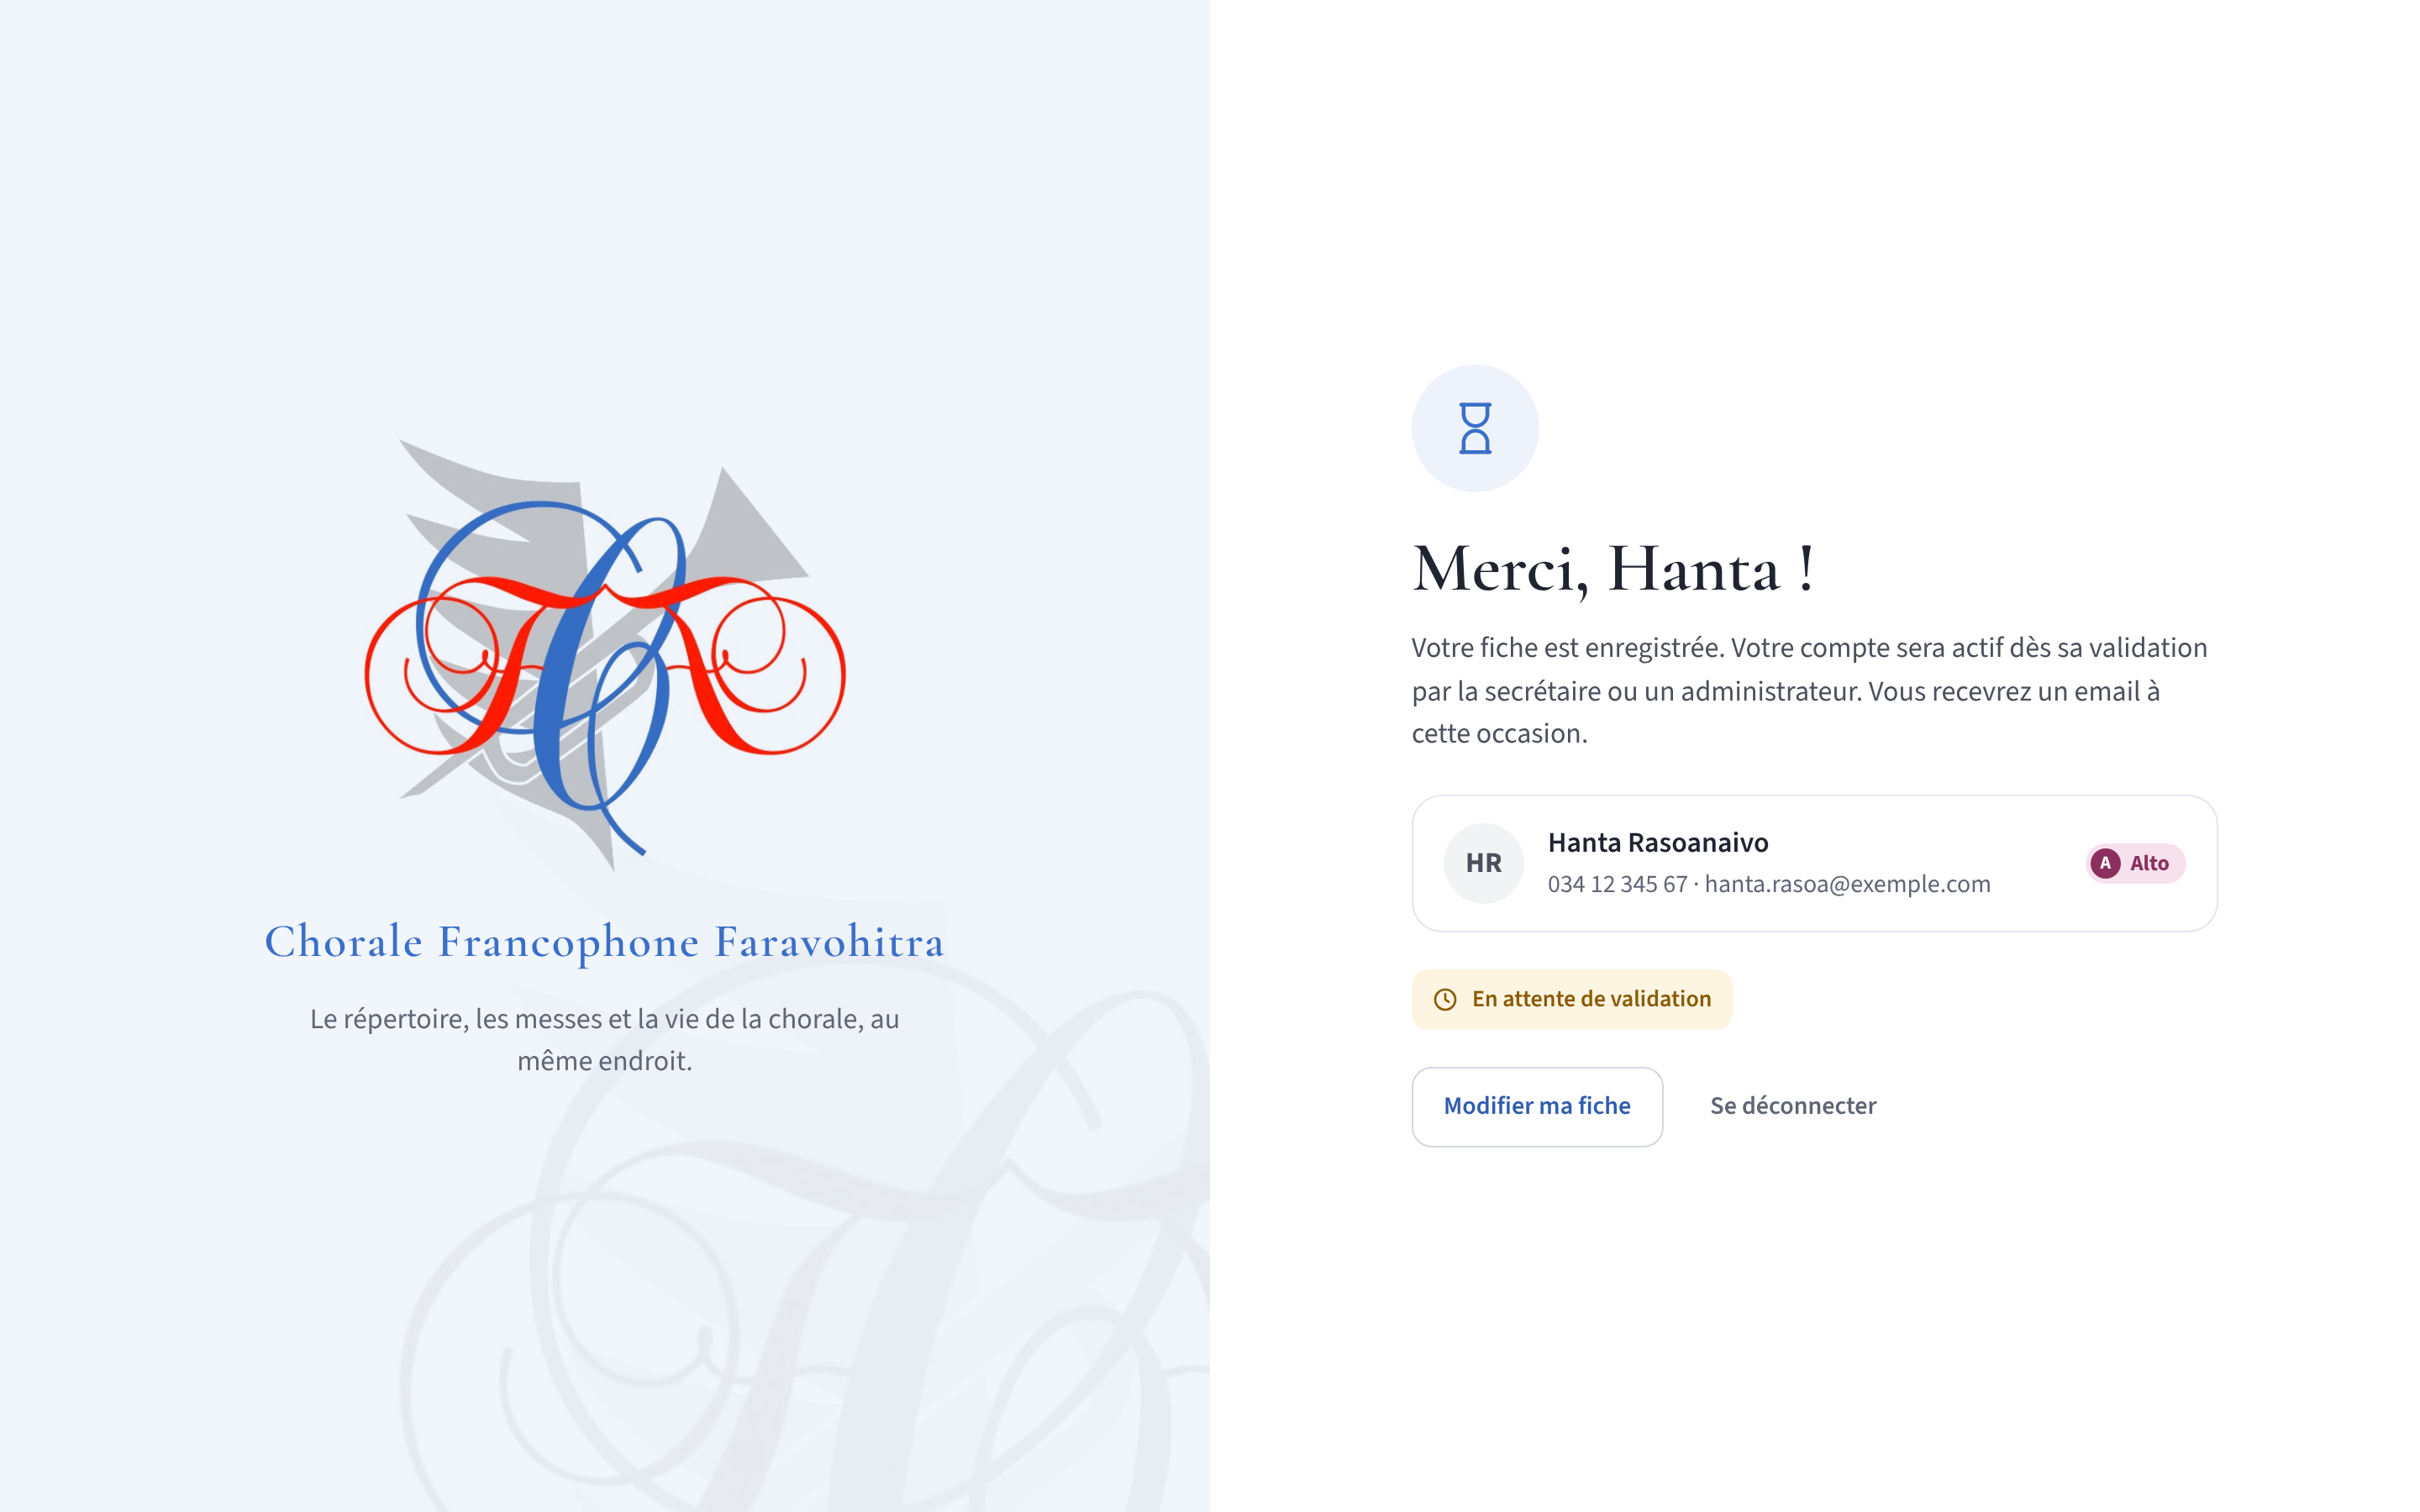 Chorale Francophone Faravohitra
Le répertoire, les messes et la vie de la chorale, au
même endroit.
Merci, Hanta !
Votre fiche est enregistrée. Votre compte sera actif dès sa validation
par la secrétaire ou un administrateur. Vous recevrez un email à
cette occasion.
HR
Hanta Rasoanaivo
034 12 345 67 · hanta.rasoa@exemple.com
A Alto
En attente de validation
Modifier ma fiche
Se déconnecter